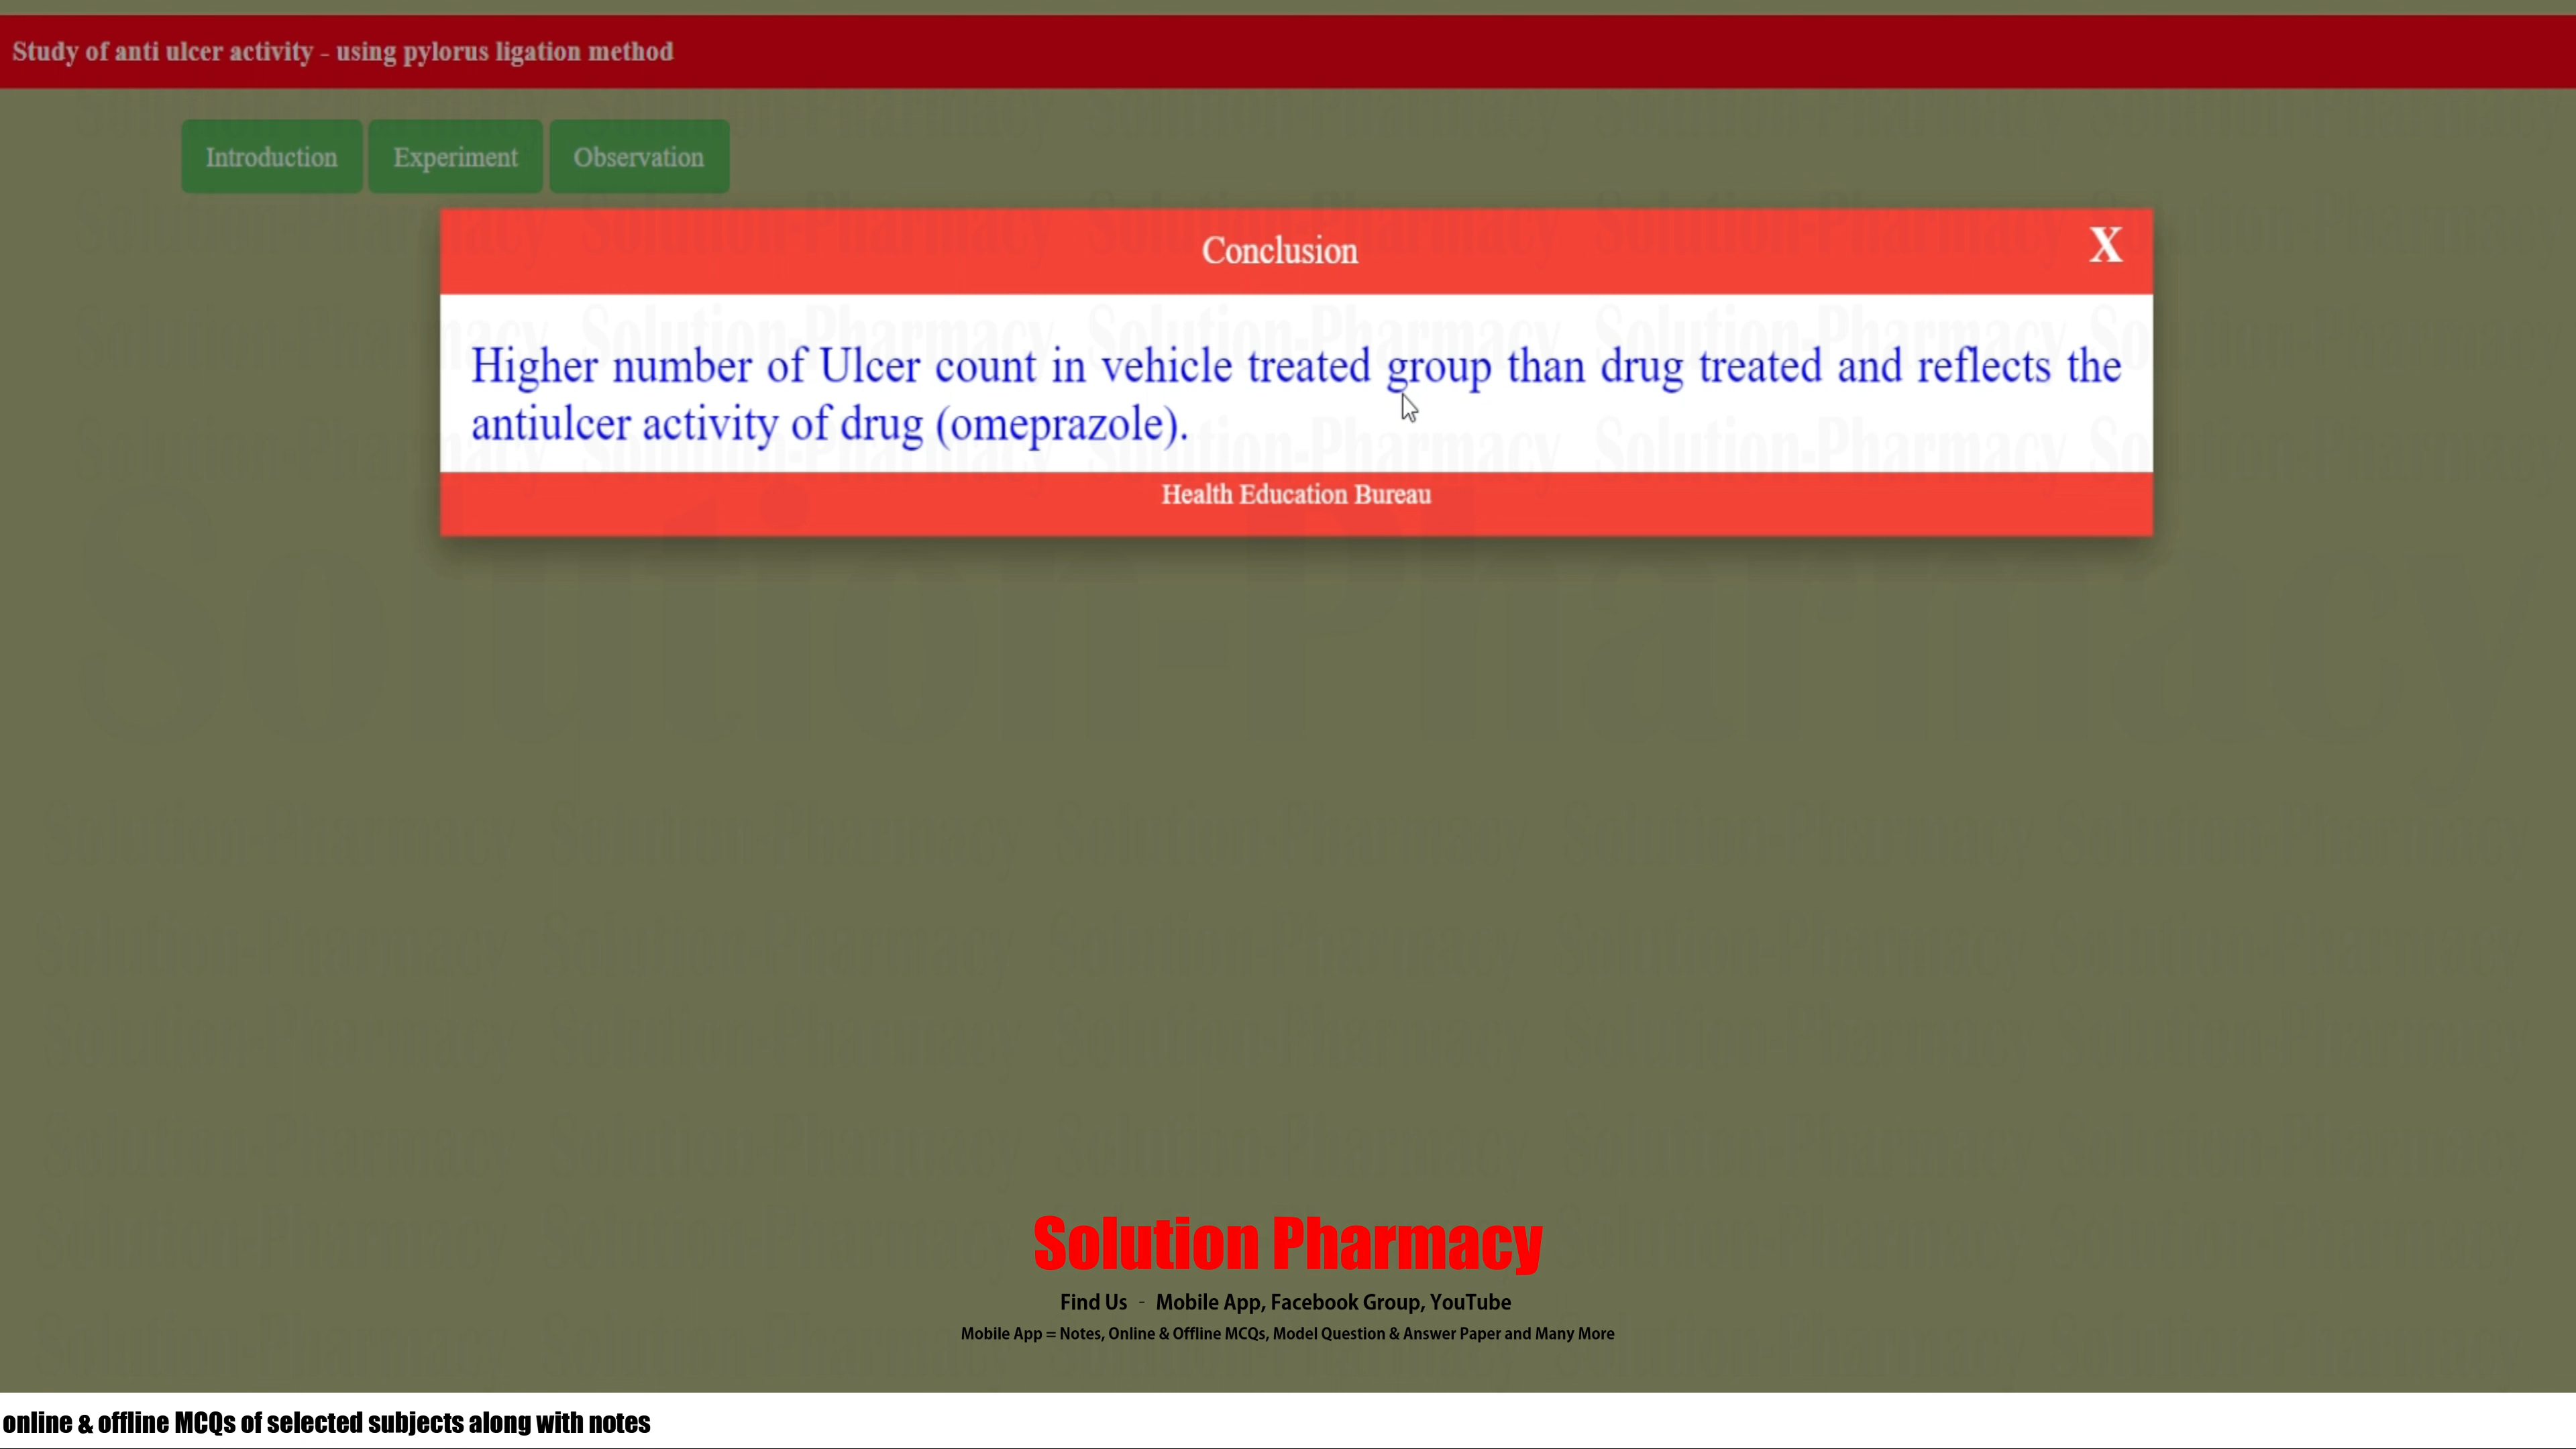 Study of anti ulcer activity - using pylorus ligation method
Introduction Experiment Observation
Conclusion X
Higher number of Ulcer count in vehicle treated group than drug treated and reflects the
antiulcer activity of drug (omeprazole).
Health Education Bureau
Solution-Pharmacy
Solution Pharmacy
Find Us - Mobile App, Facebook Group, YouTube
Mobile App = Notes, Online & Offline MCQs, Model Question & Answer Paper and Many More
online & offline MCQs of selected subjects along with notes